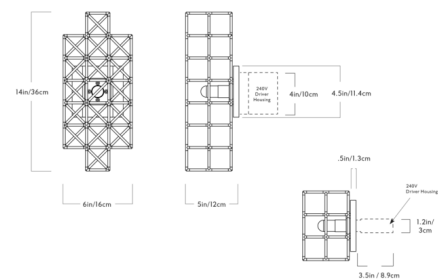 14in/36cm
6in/16cm
5in/12cm
240V
Driver
Housing
4in/10cm
4.5in/11.4cm
.5in/1.3cm
240V
Driver Housing
1.2in/
3cm
3.5in / 8.9cm